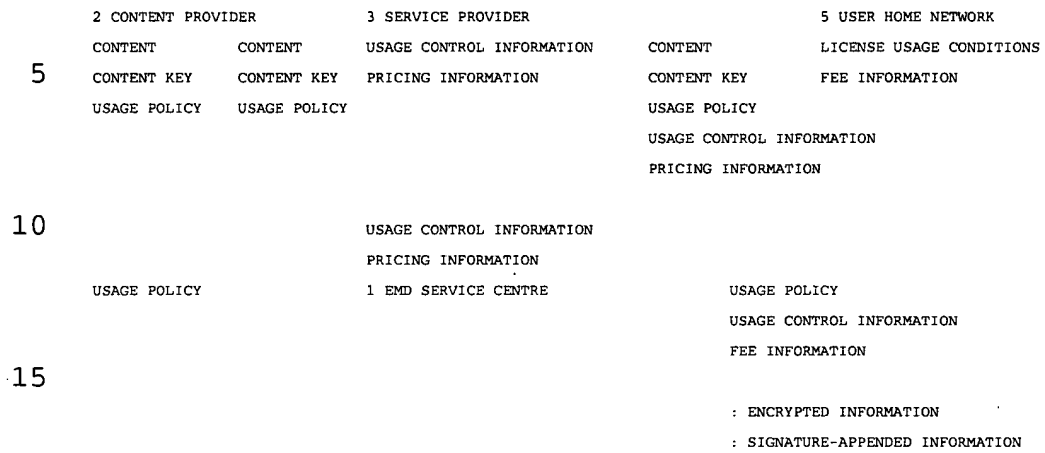 2 CONTENT PROVIDER 3 SERVICE PROVIDER 5 USER HOME NETWORK
CONTENT CONTENT USAGE CONTROL INFORMATION CONTENT LICENSE USAGE CONDITIONS
5 CONTENT KEY CONTENT KEY PRICING INFORMATION CONTENT KEY FEE INFORMATION
USAGE POLICY USAGE POLICY USAGE POLICY
USAGE CONTROL INFORMATION
PRICING INFORMATION
10 USAGE CONTROL INFORMATION
PRICING INFORMATION
USAGE POLICY 1 EMD SERVICE CENTRE USAGE POLICY
USAGE CONTROL INFORMATION
FEE INFORMATION
15
: ENCRYPTED INFORMATION
: SIGNATURE-APPENDED INFORMATION